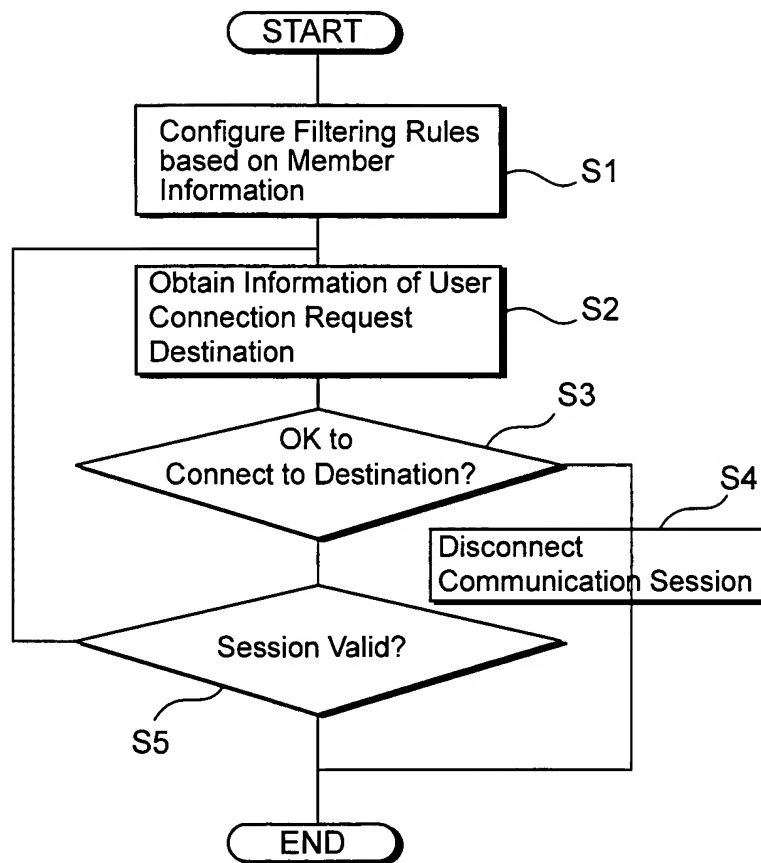 START
Configure Filtering Rules
based on Member
Information
S1
Obtain Information of User
Connection Request
Destination
S2
S3
OK to
Connect to Destination?
S4
Disconnect
Communication Session
Session Valid?
S5
END